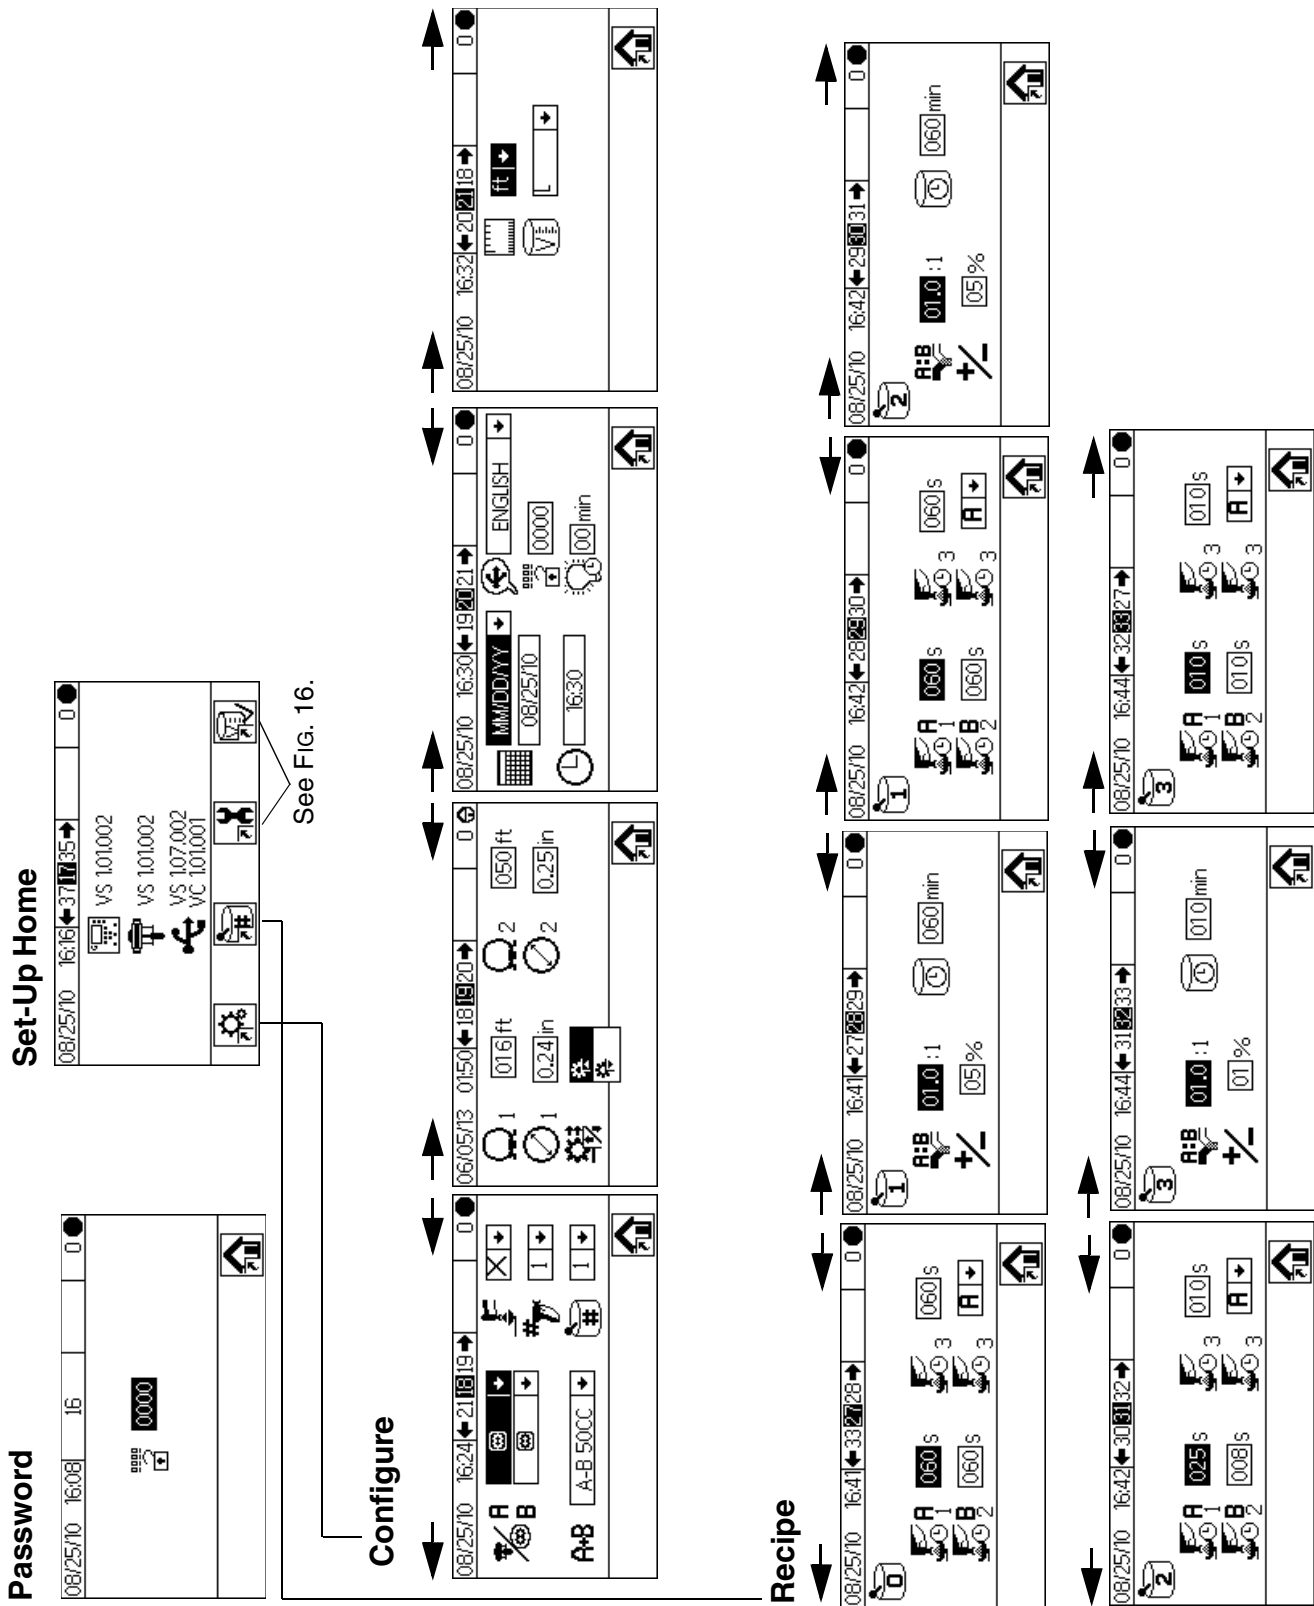 Password
08/25/10 16:08 16 0
0000
Set-Up Home
08/25/10 16:16 37 17 35 0
VS 1.01.002
VS 1.01.002
VS 1.07.002
VC 1.01.001
#
See FIG. 16.
Configure
08/25/10 16:24 21 18 19 0
A
B
X
# 1
A+B A-B 50CC # 1
06/05/13 01:50 18 19 20 0
1 016 ft 2 050 ft
1 0.24 in 2 0.25 in
08/25/10 16:30 19 20 21 0
MM/DD/YY ENGLISH
08/25/10 0000
16:30 00 min
08/25/10 16:32 20 21 18 0
ft
L
Recipe
08/25/10 16:41 33 27 28 0
0
A 1 060 s 3 060 s
B 2 060 s 3 A
08/25/10 16:41 27 28 29 0
1
A:B 01.0 :1 060 min
+/- 05 %
08/25/10 16:42 28 29 30 0
1
A 1 060 s 3 060 s
B 2 060 s 3 A
08/25/10 16:42 29 30 31 0
2
A:B 01.0 :1 060 min
+/- 05 %
08/25/10 16:42 30 31 32 0
2
A 1 025 s 3 010 s
B 2 008 s 3 A
08/25/10 16:44 31 32 33 0
3
A:B 01.0 :1 010 min
+/- 01 %
08/25/10 16:44 32 33 27 0
3
A 1 010 s 3 010 s
B 2 010 s 3 A